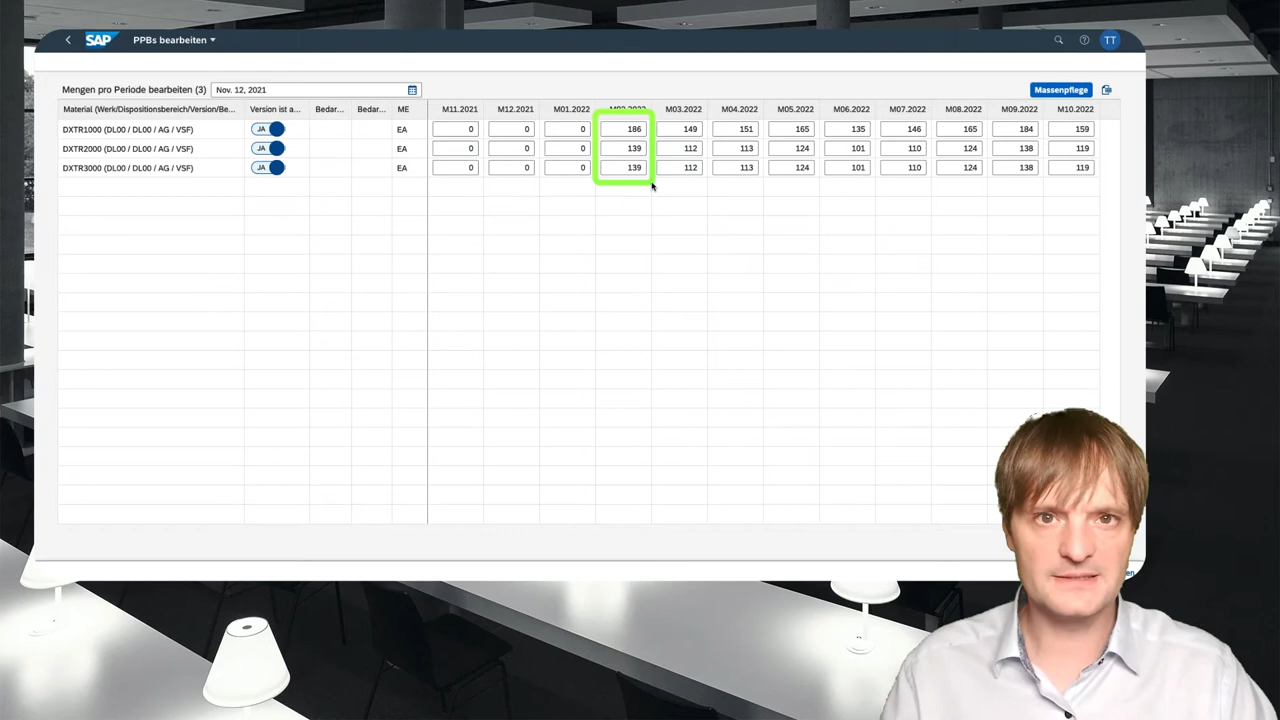 SAP PPBs bearbeiten TT
Mengen pro Periode bearbeiten (3) Nov. 12, 2021 Massenpflege
Material (Werk/Dispositionsbereich/Version/Be... Version ist a... Bedar... Bedar... ME M11.2021 M12.2021 M01.2022 M02.2022 M03.2022 M04.2022 M05.2022 M06.2022 M07.2022 M08.2022 M09.2022 M10.2022
DXTR1000 (DL00 / DL00 / AG / VSF) JA EA 0 0 0 186 149 151 165 135 146 165 184 159
DXTR2000 (DL00 / DL00 / AG / VSF) JA EA 0 0 0 139 112 113 124 101 110 124 138 119
DXTR3000 (DL00 / DL00 / AG / VSF) JA EA 0 0 0 139 112 113 124 101 110 124 138 119